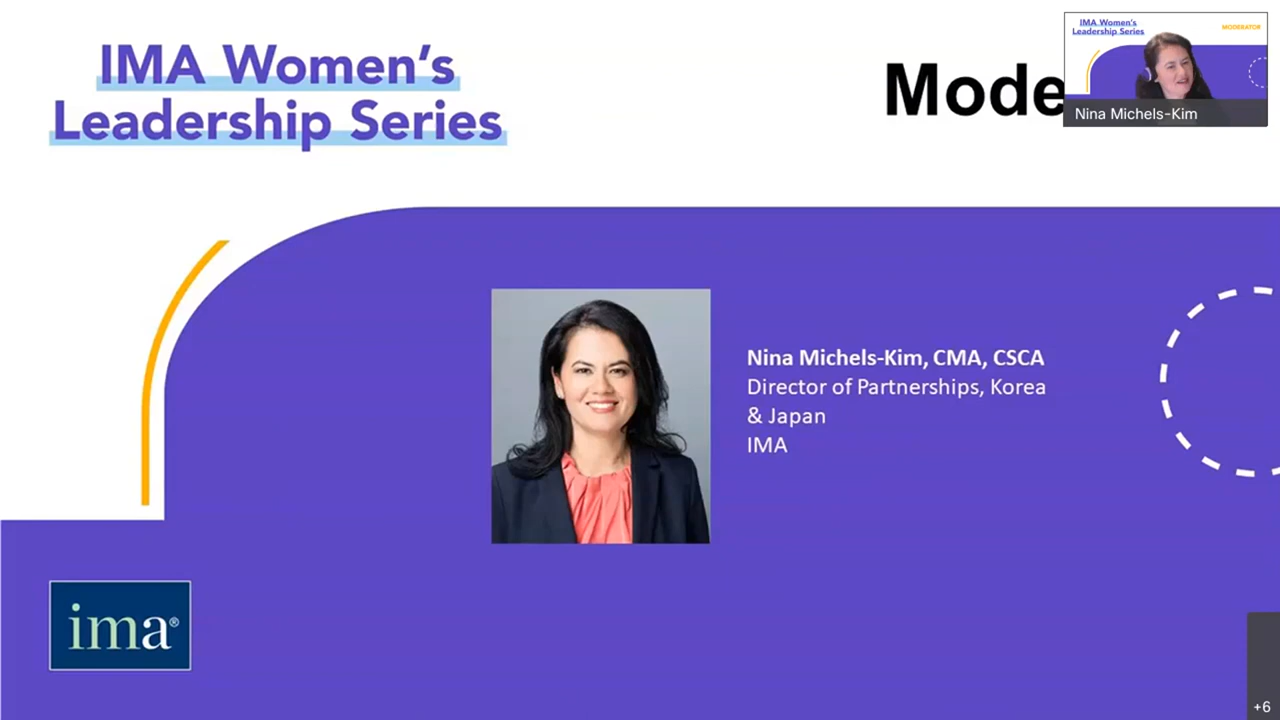 IMA Women's
Leadership Series
Mode
IMA Women's
Leadership Series
MODERATOR
Nina Michels-Kim
Nina Michels-Kim, CMA, CSCA
Director of Partnerships, Korea
& Japan
IMA
ima®
+6